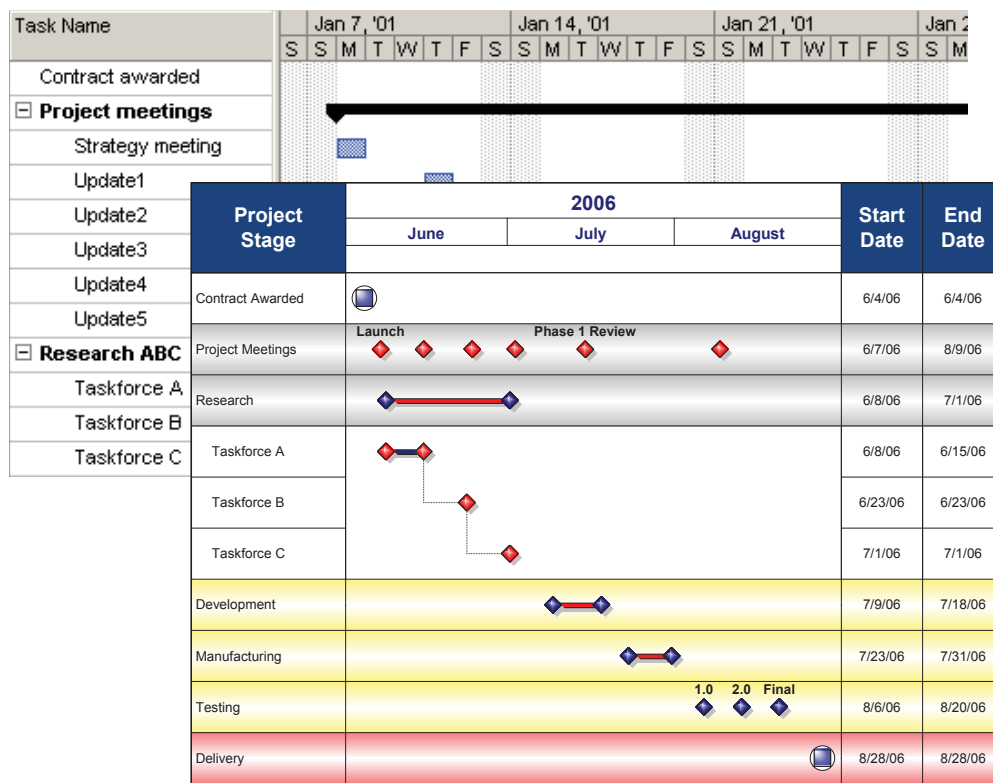 Task Name
Jan 7, '01 Jan 14, '01 Jan 21, '01 Jan 2
S S M T W T F S S M T W T F S S M T W T F S S M
Contract awarded
Project meetings
Strategy meeting
Update1
Update2
Update3
Update4
Update5
Research ABC
Taskforce A
Taskforce B
Taskforce C
Project Stage
2006
June July August
Start Date
End Date
Contract Awarded 6/4/06 6/4/06
Launch Phase 1 Review
Project Meetings 6/7/06 8/9/06
Research 6/8/06 7/1/06
Taskforce A 6/8/06 6/15/06
Taskforce B 6/23/06 6/23/06
Taskforce C 7/1/06 7/1/06
Development 7/9/06 7/18/06
Manufacturing 7/23/06 7/31/06
1.0 2.0 Final
Testing 8/6/06 8/20/06
Delivery 8/28/06 8/28/06